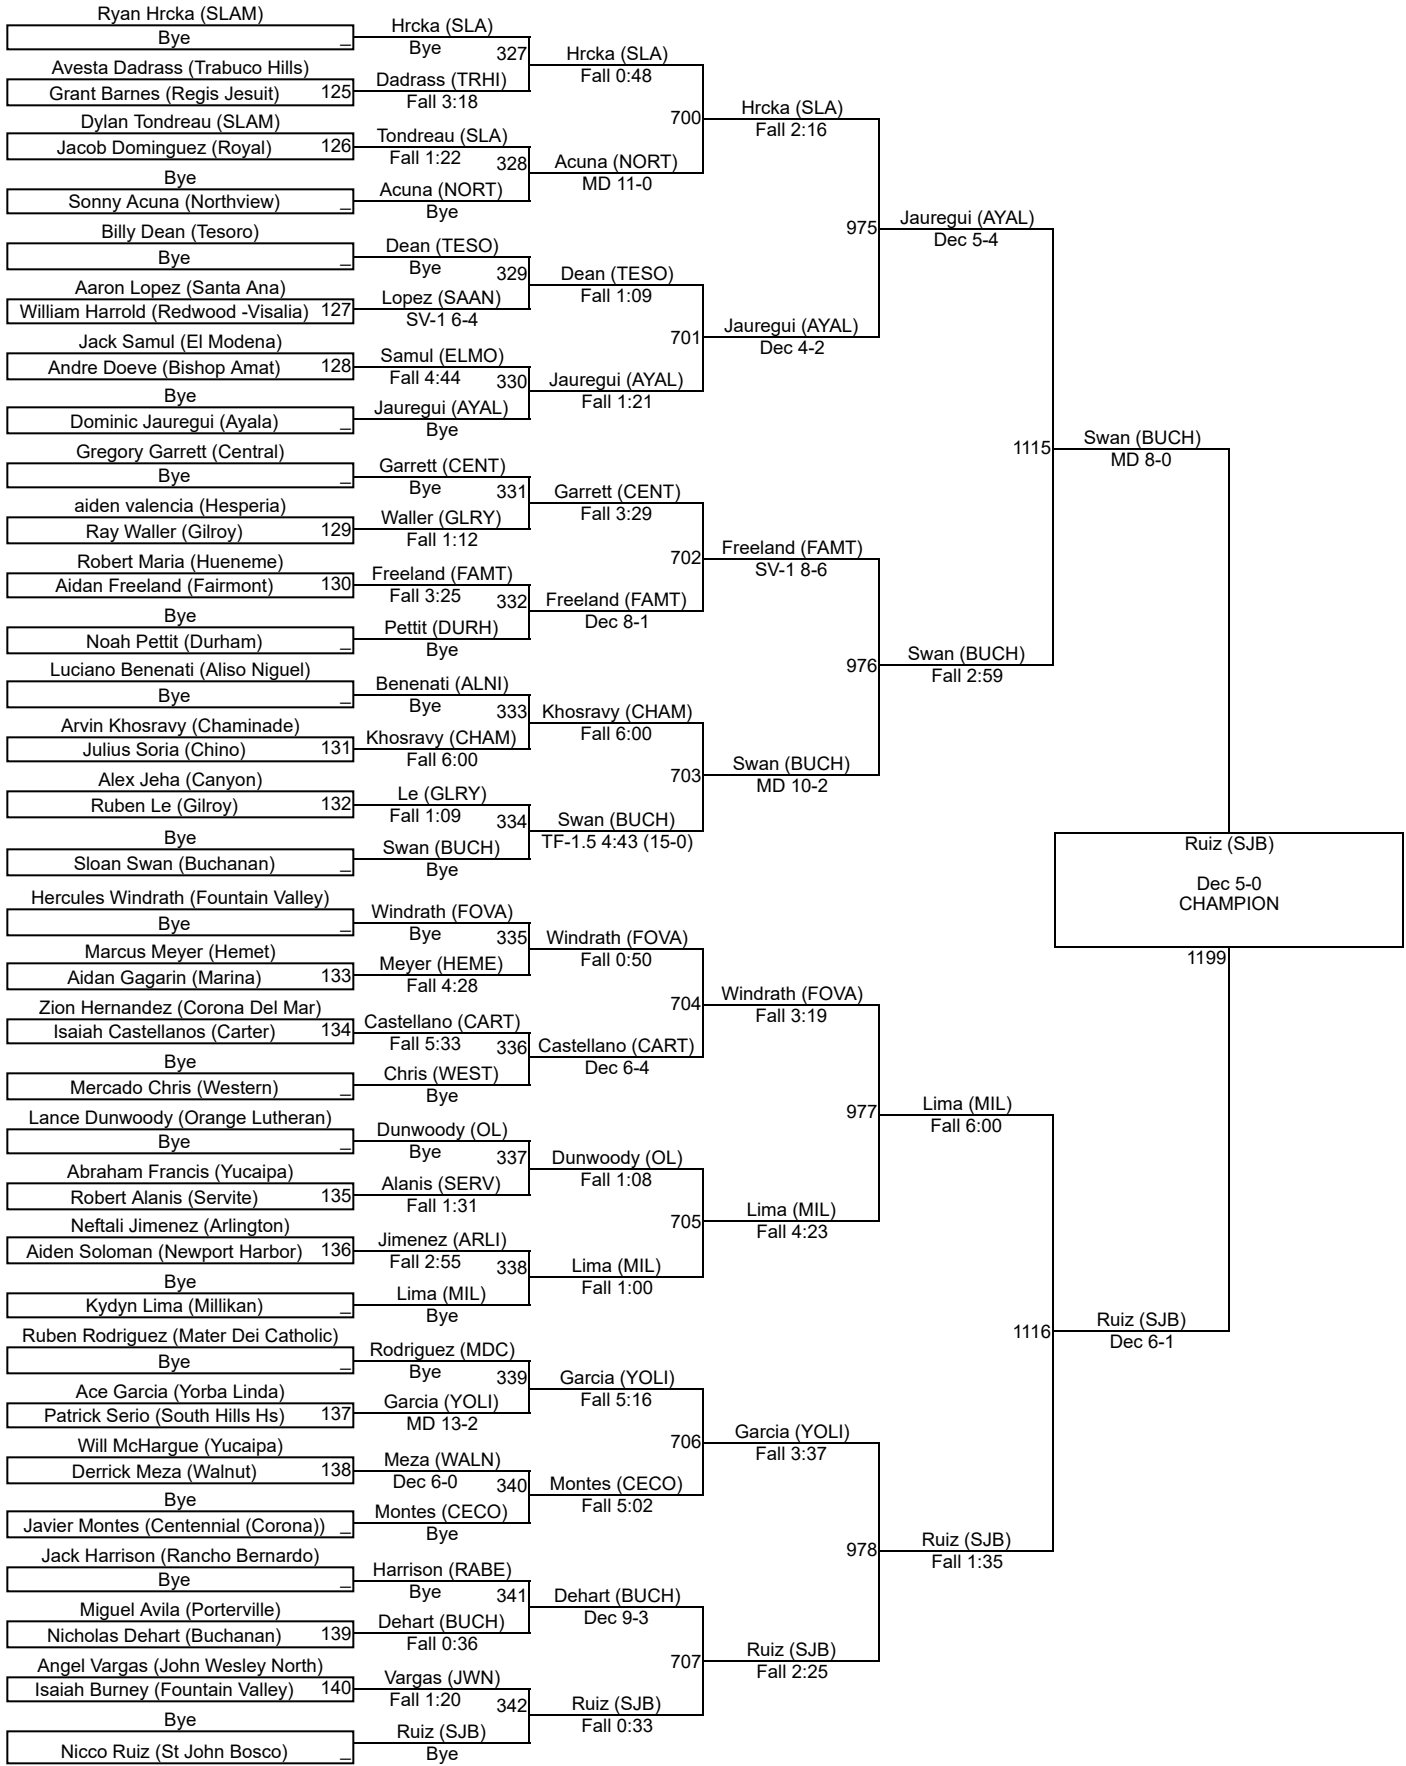 Ryan Hrcka (SLAM)
Bye _
Avesta Dadrass (Trabuco Hills)
Grant Barnes (Regis Jesuit) 125
Dylan Tondreau (SLAM)
Jacob Dominguez (Royal) 126
Bye
Sonny Acuna (Northview) _
Billy Dean (Tesoro)
Bye _
Aaron Lopez (Santa Ana)
William Harrold (Redwood -Visalia) 127
Jack Samul (El Modena)
Andre Doeve (Bishop Amat) 128
Bye
Dominic Jauregui (Ayala) _
Gregory Garrett (Central)
Bye _
aiden valencia (Hesperia)
Ray Waller (Gilroy) 129
Robert Maria (Hueneme)
Aidan Freeland (Fairmont) 130
Bye
Noah Pettit (Durham) _
Luciano Benenati (Aliso Niguel)
Bye _
Arvin Khosravy (Chaminade)
Julius Soria (Chino) 131
Alex Jeha (Canyon)
Ruben Le (Gilroy) 132
Bye
Sloan Swan (Buchanan) _
Hercules Windrath (Fountain Valley)
Bye _
Marcus Meyer (Hemet)
Aidan Gagarin (Marina) 133
Zion Hernandez (Corona Del Mar)
Isaiah Castellanos (Carter) 134
Bye
Mercado Chris (Western) _
Lance Dunwoody (Orange Lutheran)
Bye _
Abraham Francis (Yucaipa)
Robert Alanis (Servite) 135
Neftali Jimenez (Arlington)
Aiden Soloman (Newport Harbor) 136
Bye
Kydyn Lima (Millikan) _
Ruben Rodriguez (Mater Dei Catholic)
Bye _
Ace Garcia (Yorba Linda)
Patrick Serio (South Hills Hs) 137
Will McHargue (Yucaipa)
Derrick Meza (Walnut) 138
Bye
Javier Montes (Centennial (Corona)) _
Jack Harrison (Rancho Bernardo)
Bye _
Miguel Avila (Porterville)
Nicholas Dehart (Buchanan) 139
Angel Vargas (John Wesley North)
Isaiah Burney (Fountain Valley) 140
Bye
Nicco Ruiz (St John Bosco) _
Hrcka (SLA)
Bye
327
Dadrass (TRHI)
Fall 3:18
Tondreau (SLA)
Fall 1:22
328
Acuna (NORT)
Bye
Dean (TESO)
Bye
329
Lopez (SAAN)
SV-1 6-4
Samul (ELMO)
Fall 4:44
330
Jauregui (AYAL)
Bye
Garrett (CENT)
Bye
331
Waller (GLRY)
Fall 1:12
Freeland (FAMT)
Fall 3:25
332
Pettit (DURH)
Bye
Benenati (ALNI)
Bye
333
Khosravy (CHAM)
Fall 6:00
Le (GLRY)
Fall 1:09
334
Swan (BUCH)
Bye
Windrath (FOVA)
Bye
335
Meyer (HEME)
Fall 4:28
Castellano (CART)
Fall 5:33
336
Chris (WEST)
Bye
Dunwoody (OL)
Bye
337
Alanis (SERV)
Fall 1:31
Jimenez (ARLI)
Fall 2:55
338
Lima (MIL)
Bye
Rodriguez (MDC)
Bye
339
Garcia (YOLI)
MD 13-2
Meza (WALN)
Dec 6-0
340
Montes (CECO)
Bye
Harrison (RABE)
Bye
341
Dehart (BUCH)
Fall 0:36
Vargas (JWN)
Fall 1:20
342
Ruiz (SJB)
Bye
Hrcka (SLA)
Fall 0:48
700
Acuna (NORT)
MD 11-0
Dean (TESO)
Fall 1:09
701
Jauregui (AYAL)
Fall 1:21
Garrett (CENT)
Fall 3:29
702
Freeland (FAMT)
Dec 8-1
Khosravy (CHAM)
Fall 6:00
703
Swan (BUCH)
TF-1.5 4:43 (15-0)
Windrath (FOVA)
Fall 0:50
704
Castellano (CART)
Dec 6-4
Dunwoody (OL)
Fall 1:08
705
Lima (MIL)
Fall 1:00
Garcia (YOLI)
Fall 5:16
706
Montes (CECO)
Fall 5:02
Dehart (BUCH)
Dec 9-3
707
Ruiz (SJB)
Fall 0:33
Hrcka (SLA)
Fall 2:16
975
Jauregui (AYAL)
Dec 4-2
Freeland (FAMT)
SV-1 8-6
976
Swan (BUCH)
MD 10-2
Windrath (FOVA)
Fall 3:19
977
Lima (MIL)
Fall 4:23
Garcia (YOLI)
Fall 3:37
978
Ruiz (SJB)
Fall 2:25
Jauregui (AYAL)
Dec 5-4
1115
Swan (BUCH)
Fall 2:59
Lima (MIL)
Fall 6:00
1116
Ruiz (SJB)
Fall 1:35
Swan (BUCH)
MD 8-0
Ruiz (SJB)
Dec 6-1
Ruiz (SJB)
Dec 5-0
CHAMPION
1199